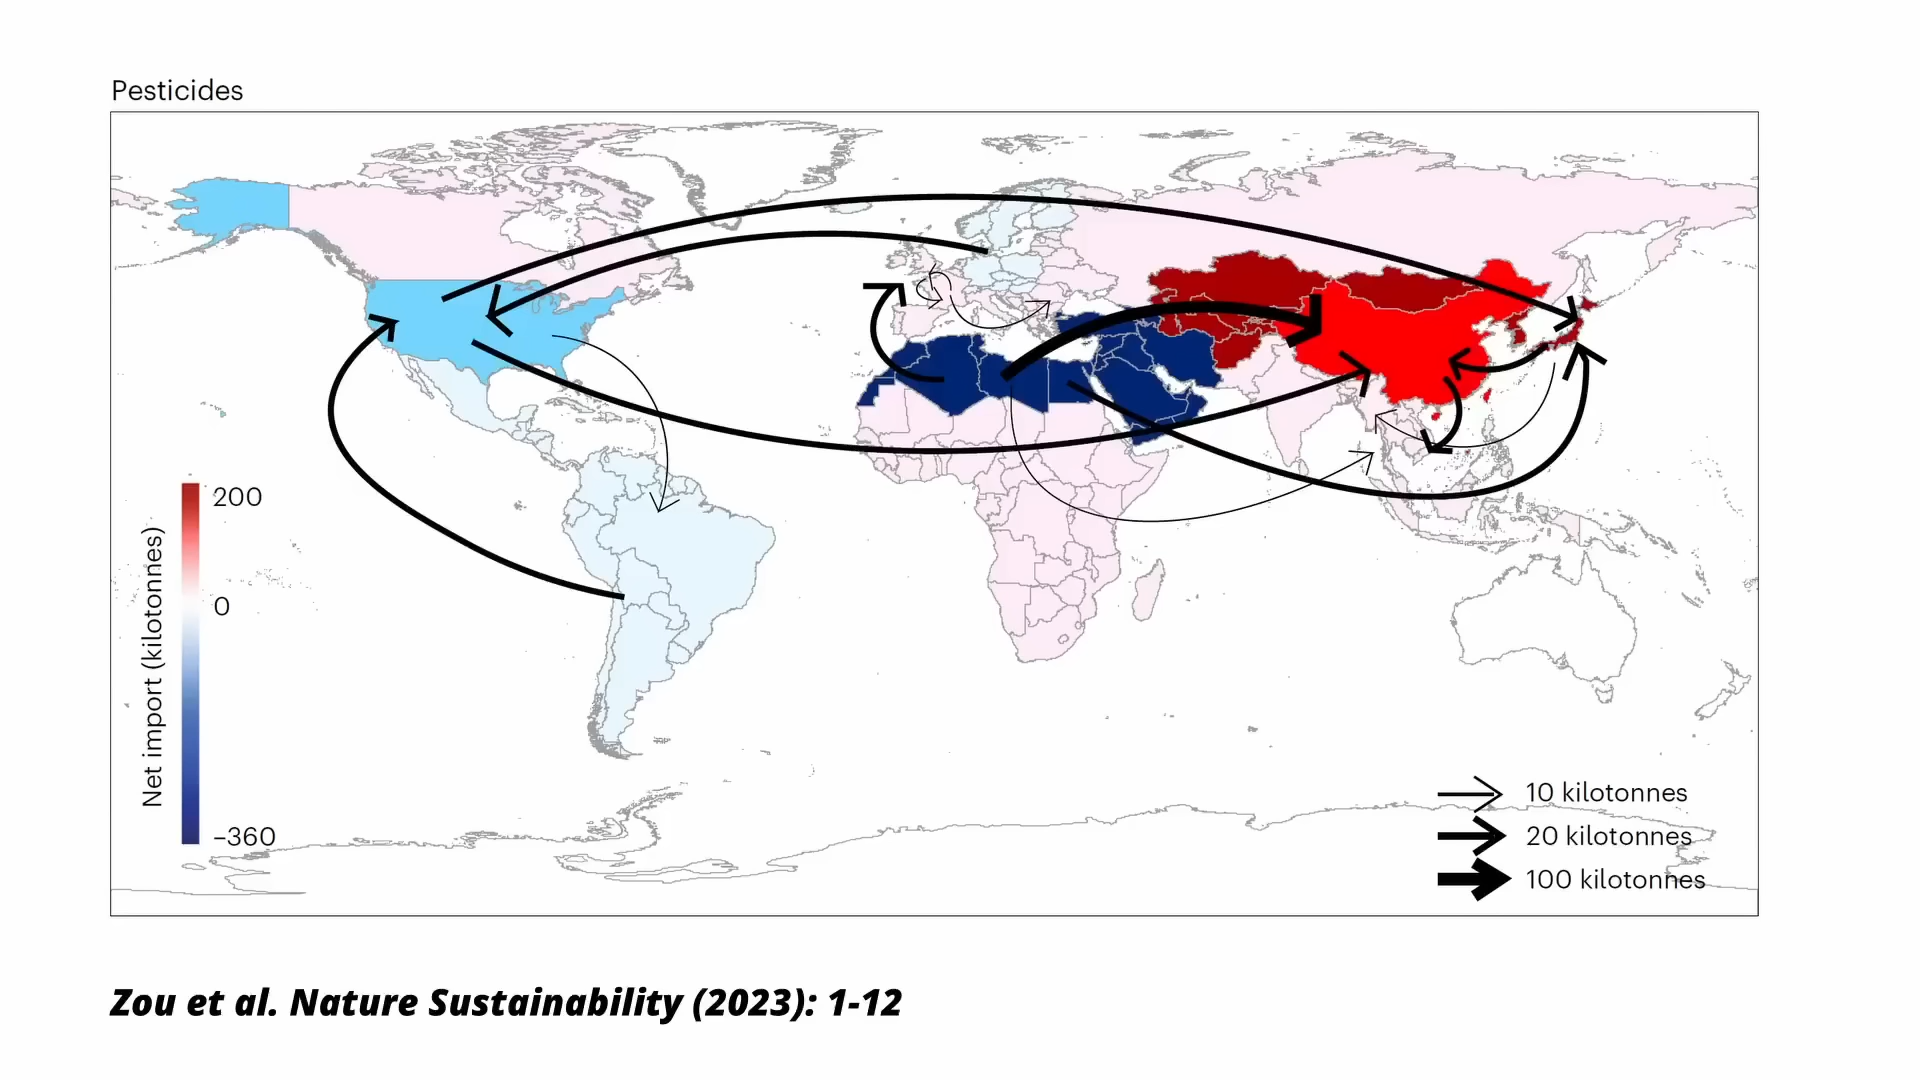 Pesticides
200
0
–360
Net import (kilotonnes)
10 kilotonnes
20 kilotonnes
100 kilotonnes
Zou et al. Nature Sustainability (2023): 1-12